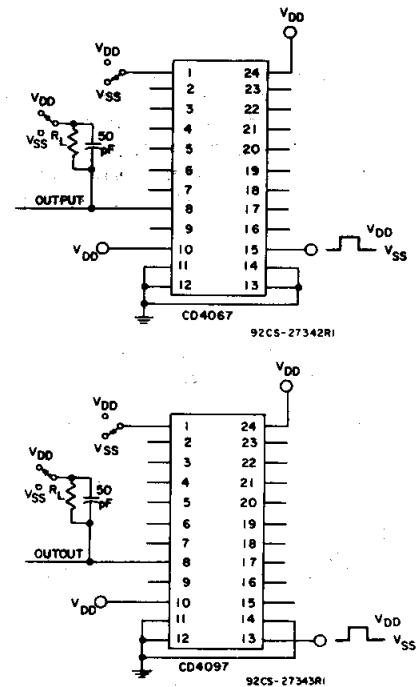 VDD
VDD
VSS
1 24
2 23
VDD
3 22
4 21
VSS RL 50 pF
5 20
6 19
7 18
OUTPUT 8 17
9 16
VDD 10 15 VDD VSS
11 14
12 13
CD4067
92CS-27342R1
VDD
VDD
VSS
1 24
2 23
VDD
3 22
4 21
VSS RL 50 pF
5 20
6 19
7 18
OUTOUT 8 17
9 16
VDD 10 15
11 14
12 13 VDD VSS
CD4097
92CS-27343R1